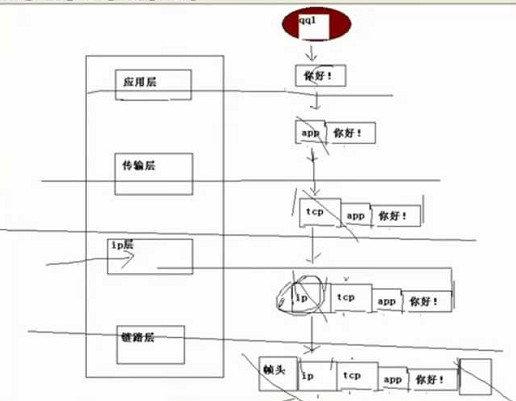 qq1
应用层
你好！
app 你好！
传输层
tcp app 你好！
ip层
ip tcp app 你好！
链路层
帧头 ip tcp app 你好！